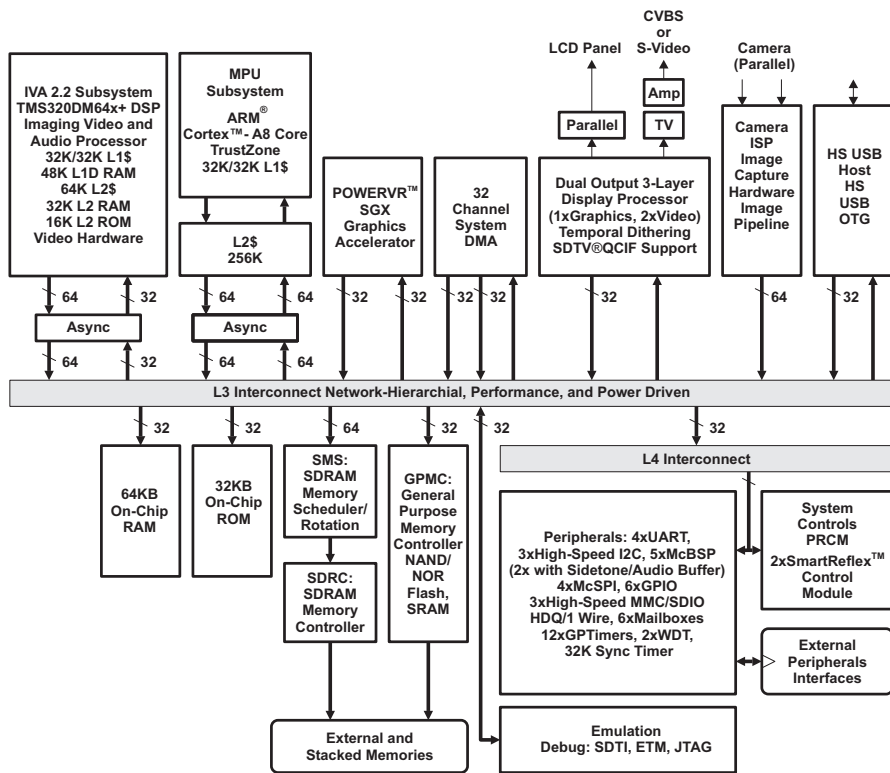 CVBS
or
S-Video
LCD Panel
Camera
(Parallel)
Amp
Parallel
TV
IVA 2.2 Subsystem
TMS320DM64x+ DSP
Imaging Video and
Audio Processor
32K/32K L1$
48K L1D RAM
64K L2$
32K L2 RAM
16K L2 ROM
Video Hardware
MPU
Subsystem
ARM®
Cortex™- A8 Core
TrustZone
32K/32K L1$
L2$
256K
POWERVR™
SGX
Graphics
Accelerator
32
Channel
System
DMA
Dual Output 3-Layer
Display Processor
(1xGraphics, 2xVideo)
Temporal Dithering
SDTV®QCIF Support
Camera
ISP
Image
Capture
Hardware
Image
Pipeline
HS USB
Host
HS
USB
OTG
64
32
64
64
32
32
32
32
32
64
32
Async
Async
64
32
64
64
L3 Interconnect Network-Hierarchial, Performance, and Power Driven
32
32
64
32
32
32
64KB
On-Chip
RAM
32KB
On-Chip
ROM
SMS:
SDRAM
Memory
Scheduler/
Rotation
SDRC:
SDRAM
Memory
Controller
GPMC:
General
Purpose
Memory
Controller
NAND/
NOR
Flash,
SRAM
L4 Interconnect
Peripherals: 4xUART,
3xHigh-Speed I2C, 5xMcBSP
(2x with Sidetone/Audio Buffer)
4xMcSPI, 6xGPIO
3xHigh-Speed MMC/SDIO
HDQ/1 Wire, 6xMailboxes
12xGPTimers, 2xWDT,
32K Sync Timer
System
Controls
PRCM
2xSmartReflex™
Control
Module
External
Peripherals
Interfaces
External and
Stacked Memories
Emulation
Debug: SDTI, ETM, JTAG